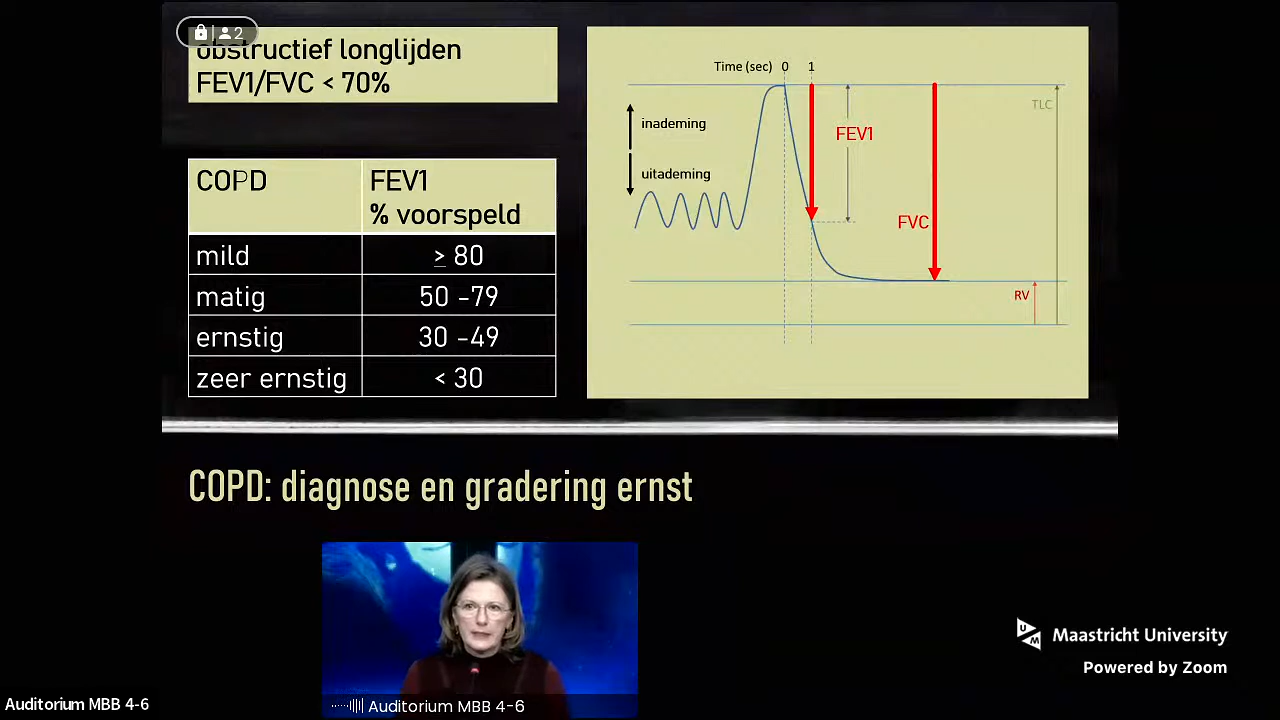 2
obstructief longlijden
FEV1/FVC < 70%
COPD
FEV1
% voorspeld
mild
≥ 80
matig
50 -79
ernstig
30 -49
zeer ernstig
< 30
Time (sec) 0 1
inademing
uitademing
FEV1
FVC
TLC
RV
COPD: diagnose en gradering ernst
UM
Maastricht University
Powered by Zoom
Auditorium MBB 4-6
Auditorium MBB 4-6